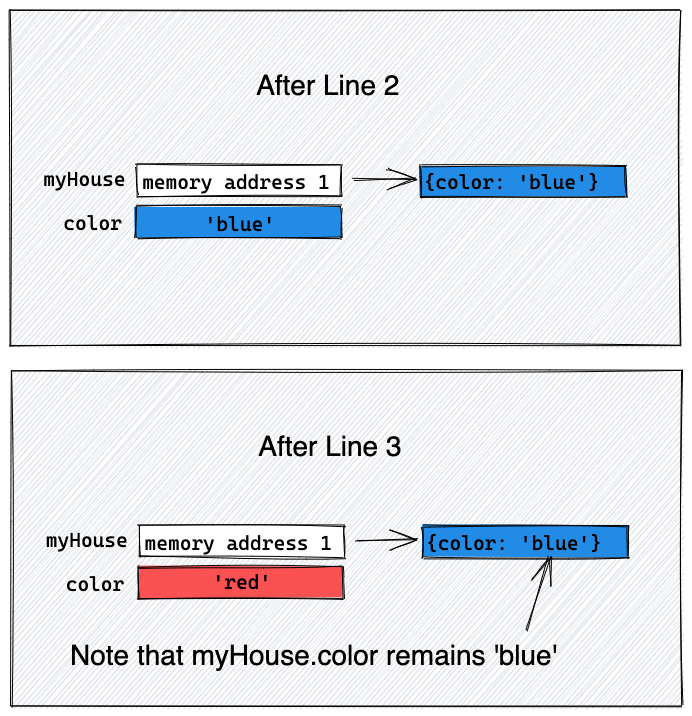 After Line 2
myHouse memory address 1 {color: 'blue'}
color 'blue'
After Line 3
myHouse memory address 1 {color: 'blue'}
color 'red'
Note that myHouse.color remains 'blue'